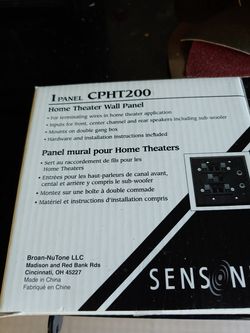 1 PANEL CPHT200
Home Theater Wall Panel
• For terminating wires in home theater application
• Inputs for front, center channel and rear speakers including sub-woofer
• Mounts on double gang box
• Hardware and installation instructions included
Panel mural pour Home Theaters
• Sert au raccordement de fils pour les
Home Theaters
• Entrées pour les haut-parleurs de canal avant,
cental et arrière y compris le sub-woofer
• Montez sur une boîte à double commade
• Matériel et instructions d'installation compris
Broan-NuTone LLC
Madison and Red Bank Rds
Cincinnati, OH 45227
Made in China
Fabriqué en Chine
SENSON